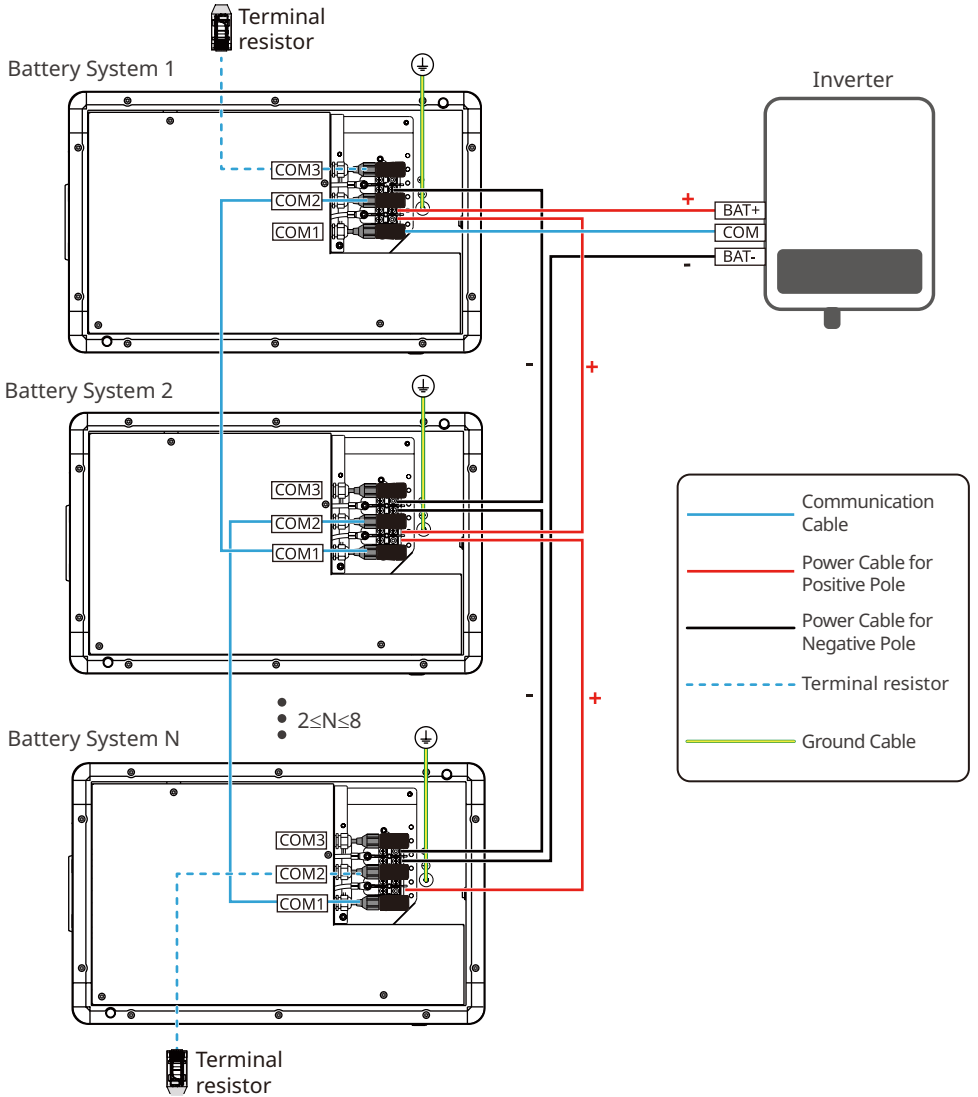 Terminal
resistor
Battery System 1
Inverter
COM3
COM2
COM1
+
BAT+
COM
BAT-
-
-
+
Battery System 2
COM3
COM2
COM1
Communication
Cable
Power Cable for
Positive Pole
Power Cable for
Negative Pole
Terminal resistor
Ground Cable
-
+
2≤N≤8
Battery System N
COM3
COM2
COM1
Terminal
resistor